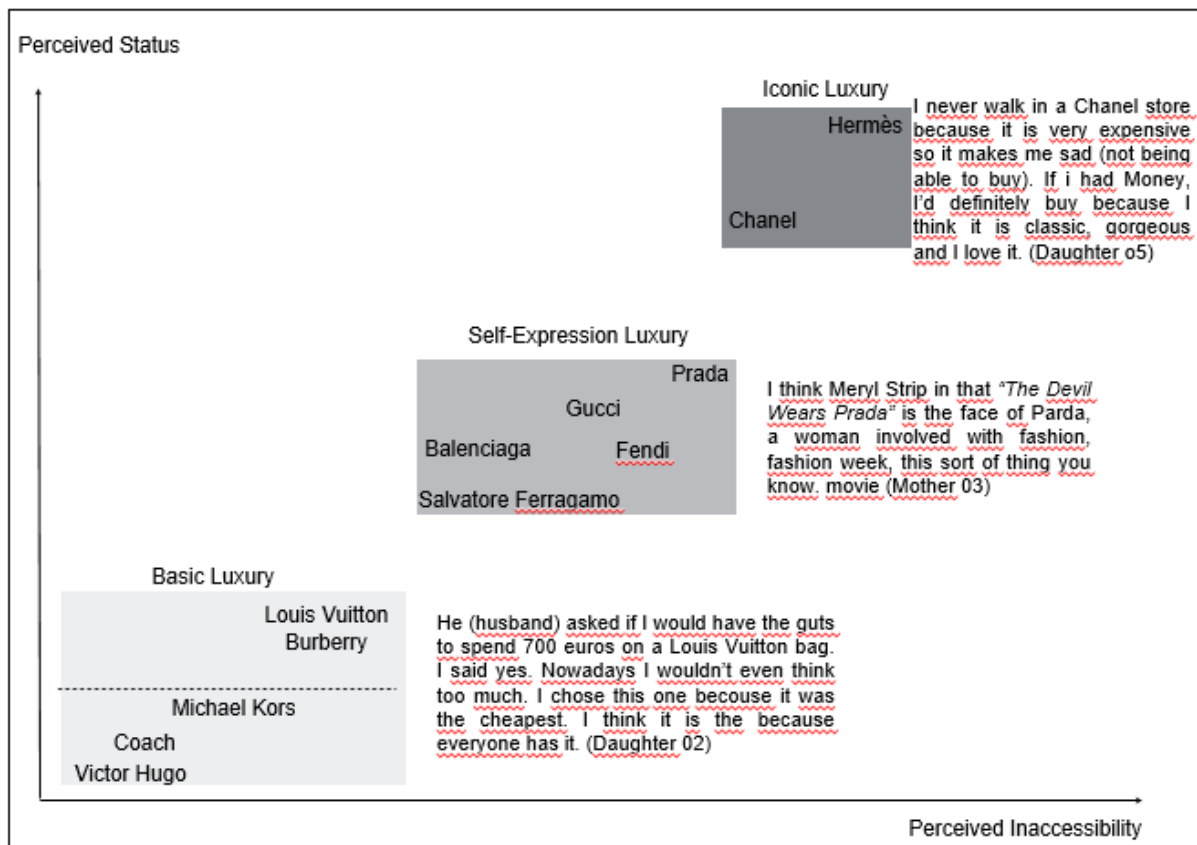 Perceived Status
Iconic Luxury
Hermès
Chanel
I never walk in a Chanel store
because it is very expensive
so it makes me sad (not being
able to buy). If i had Money,
I'd definitely buy because I
think it is classic, gorgeous
and I love it. (Daughter o5)
Self-Expression Luxury
Prada
Gucci
Balenciaga
Fendi
Salvatore Ferragamo
I think Meryl Strip in that “The Devil
Wears Prada” is the face of Parda,
a woman involved with fashion,
fashion week, this sort of thing you
know. movie (Mother 03)
Basic Luxury
Louis Vuitton
Burberry
Michael Kors
Coach
Victor Hugo
He (husband) asked if I would have the guts
to spend 700 euros on a Louis Vuitton bag.
I said yes. Nowadays I wouldn't even think
too much. I chose this one becouse it was
the cheapest. I think it is the because
everyone has it. (Daughter 02)
Perceived Inaccessibility